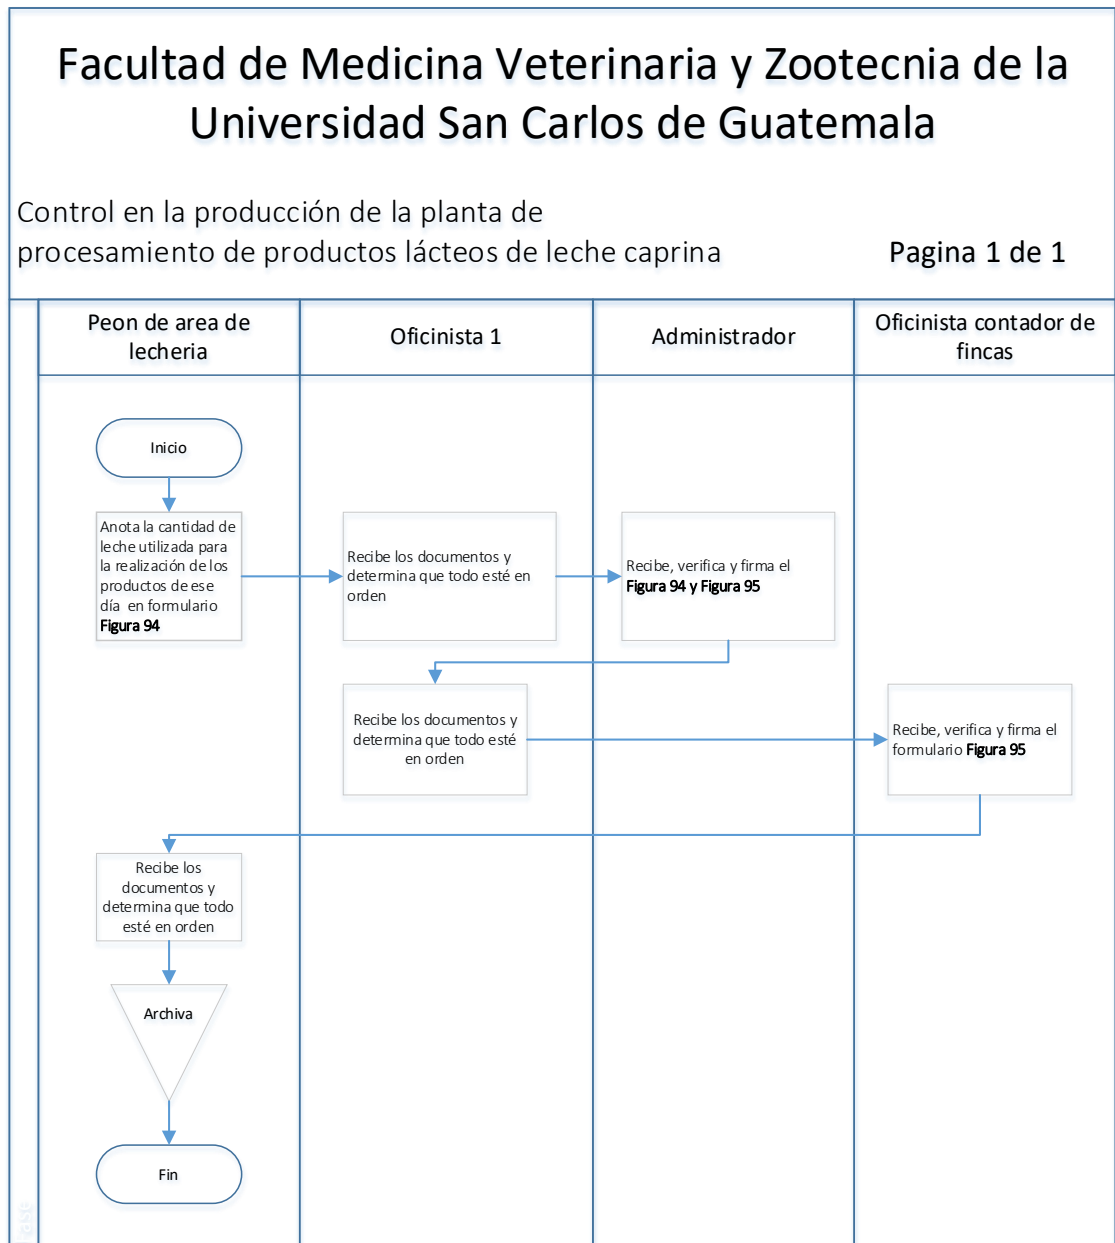 Facultad de Medicina Veterinaria y Zootecnia de la
Universidad San Carlos de Guatemala
Control en la producción de la planta de
procesamiento de productos lácteos de leche caprina
Pagina 1 de 1
Peon de area de
lecheria
Oficinista 1
Administrador
Oficinista contador de
fincas
Inicio
Anota la cantidad de
leche utilizada para
la realización de los
productos de ese
día en formulario
Figura 94
Recibe los documentos y
determina que todo esté en
orden
Recibe, verifica y firma el
Figura 94 y Figura 95
Recibe los documentos y
determina que todo esté
en orden
Recibe, verifica y firma el
formulario Figura 95
Recibe los
documentos y
determina que todo
esté en orden
Archiva
Fin
Fase